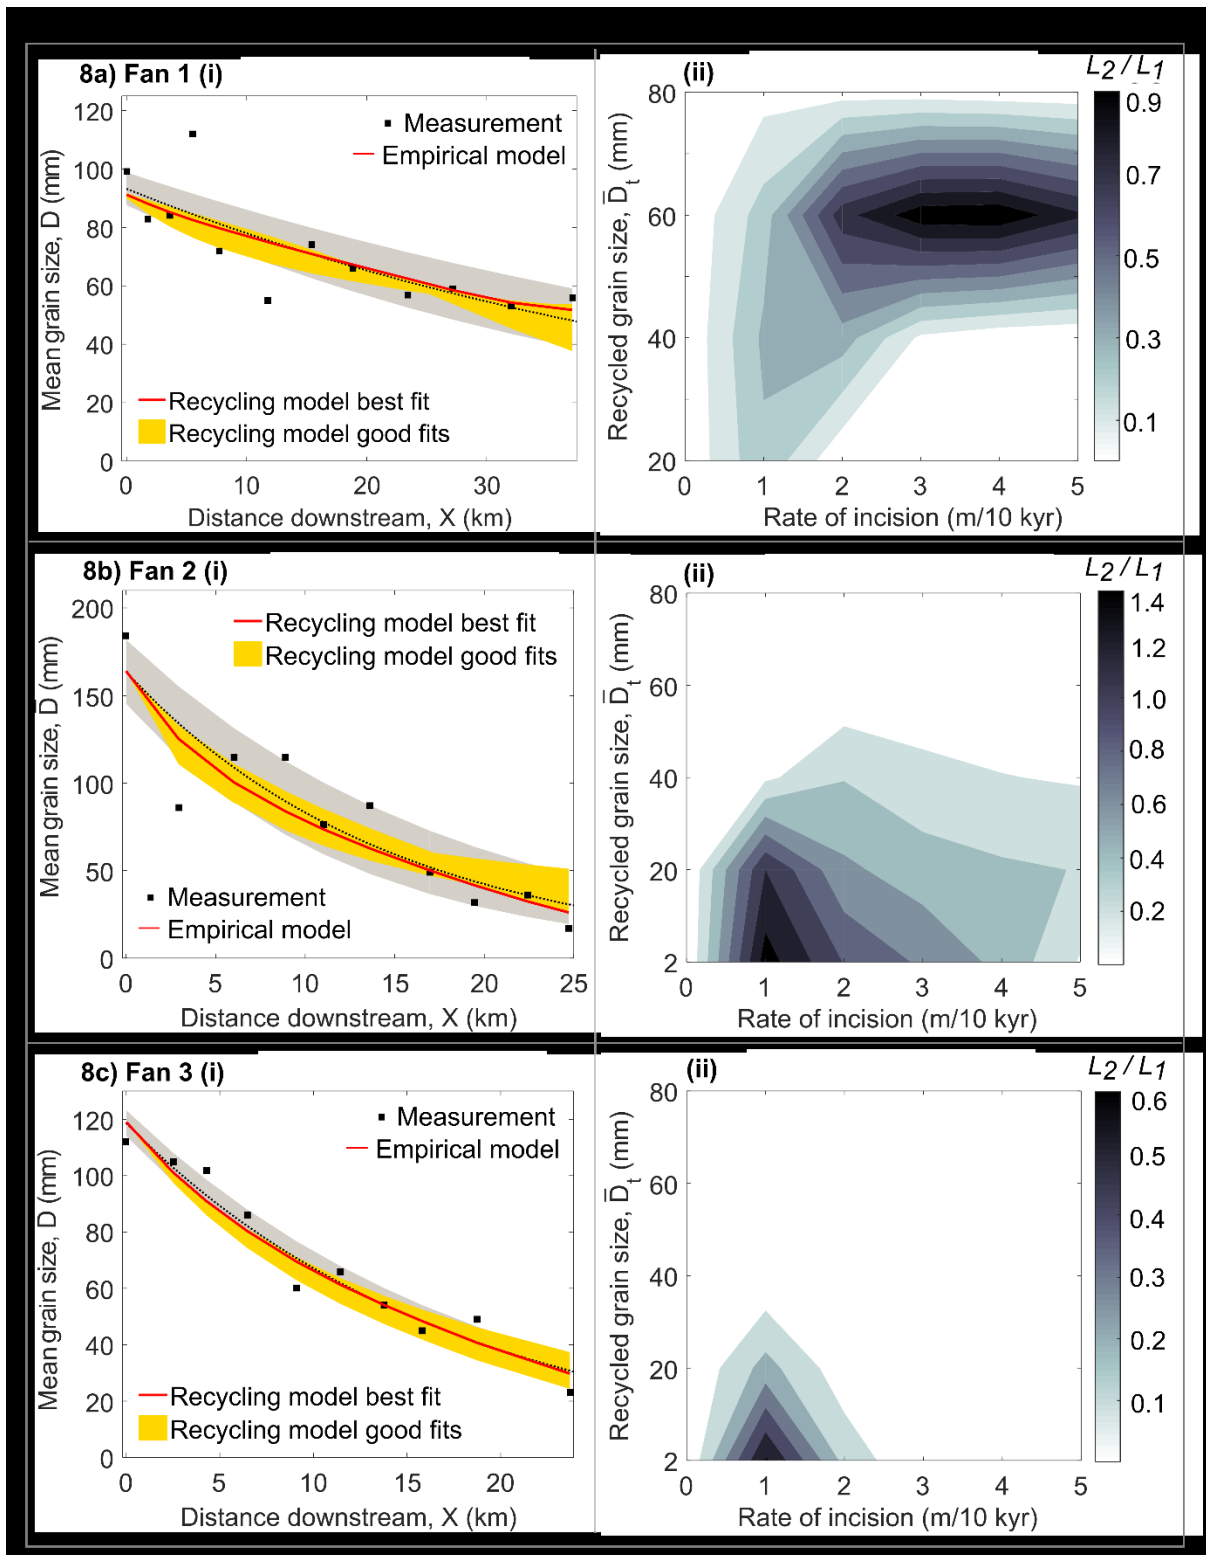 8a) Fan 1 (i)
Mean grain size, D (mm)
120
100
80
60
40
20
0
Measurement
Empirical model
Recycling model best fit
Recycling model good fits
0 10 20 30
Distance downstream, X (km)
(ii)
L2 / L1
Recycled grain size, D̅t (mm)
80
60
40
20
0 1 2 3 4 5
Rate of incision (m/10 kyr)
0.9
0.7
0.5
0.3
0.1
8b) Fan 2 (i)
Mean grain size, D̅ (mm)
200
150
100
50
0
Recycling model best fit
Recycling model good fits
Measurement
Empirical model
0 5 10 15 20 25
Distance downstream, X (km)
(ii)
L2 / L1
Recycled grain size, D̅t (mm)
80
60
40
20
2
0 1 2 3 4 5
Rate of incision (m/10 kyr)
1.4
1.2
1.0
0.8
0.6
0.4
0.2
8c) Fan 3 (i)
Mean grain size, D (mm)
120
100
80
60
40
20
0
Measurement
Empirical model
Recycling model best fit
Recycling model good fits
0 5 10 15 20
Distance downstream, X (km)
(ii)
L2 / L1
Recycled grain size, D̅t (mm)
80
60
40
20
2
0 1 2 3 4 5
Rate of incision (m/10 kyr)
0.6
0.5
0.4
0.3
0.2
0.1